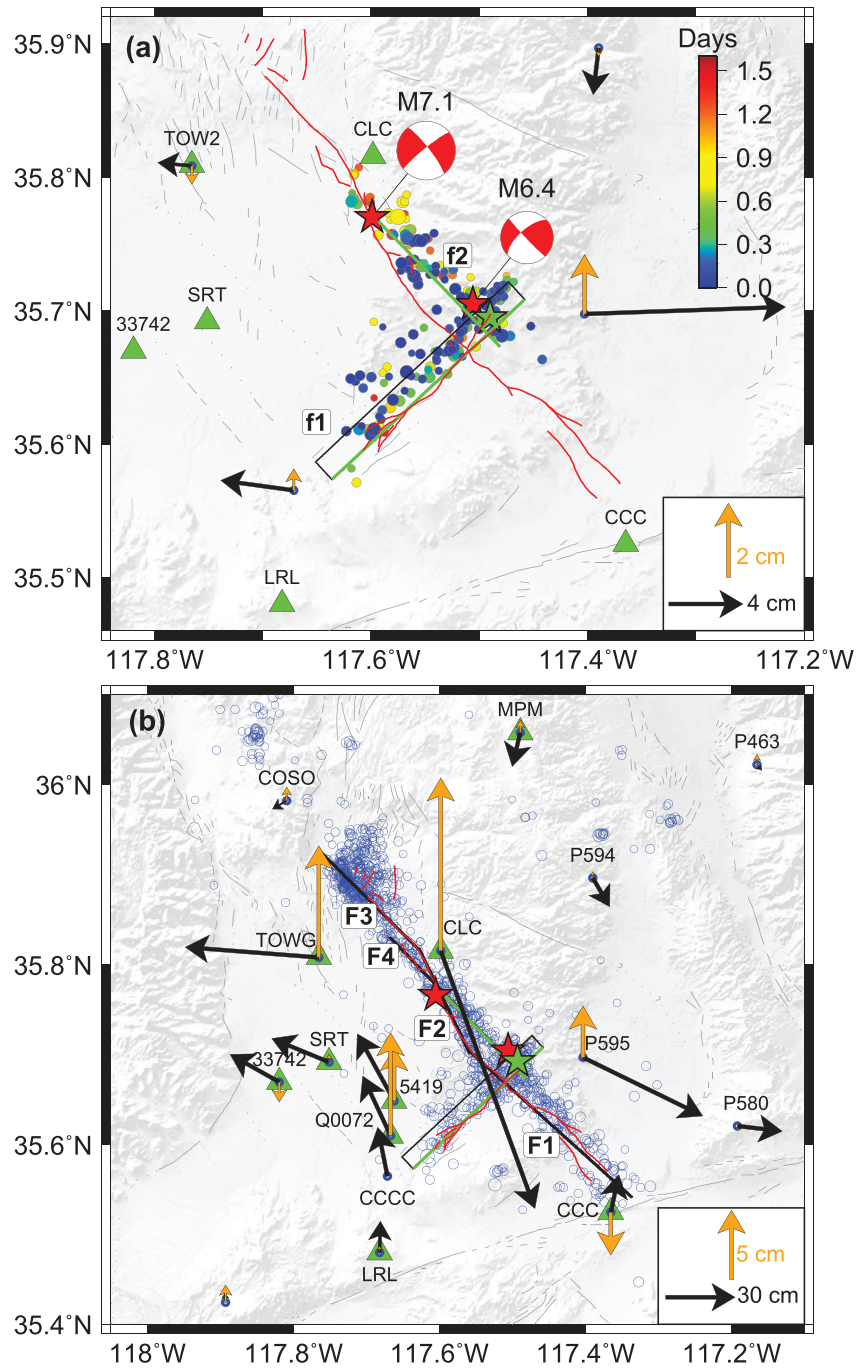 (a)
Days
1.5
1.2
0.9
0.6
0.3
0.0
M7.1
M6.4
TOW2
CLC
f2
SRT
33742
f1
CCC
LRL
2 cm
4 cm
35.9°N
35.8°N
35.7°N
35.6°N
35.5°N
117.8°W
117.6°W
117.4°W
117.2°W
(b)
MPM
P463
COSO
P594
F3
CLC
TOWG
F4
F2
SRT
P595
33742
5419
Q0072
P580
F1
CCCC
CCC
LRL
5 cm
30 cm
36°N
35.8°N
35.6°N
35.4°N
118°W
117.8°W
117.6°W
117.4°W
117.2°W